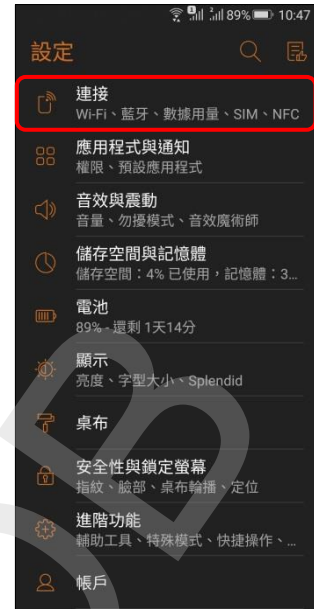 89% 10:47
設定
連接
Wi-Fi、藍牙、數據用量、SIM、NFC
應用程式與通知
權限、預設應用程式
音效與震動
音量、勿擾模式、音效魔術師
儲存空間與記憶體
儲存空間：4% 已使用，記憶體：3...
電池
89% - 還剩 1天14分
顯示
亮度、字型大小、Splendid
桌布
安全性與鎖定螢幕
指紋、臉部、桌布輪播、定位
進階功能
輔助工具、特殊模式、快捷操作、...
帳戶